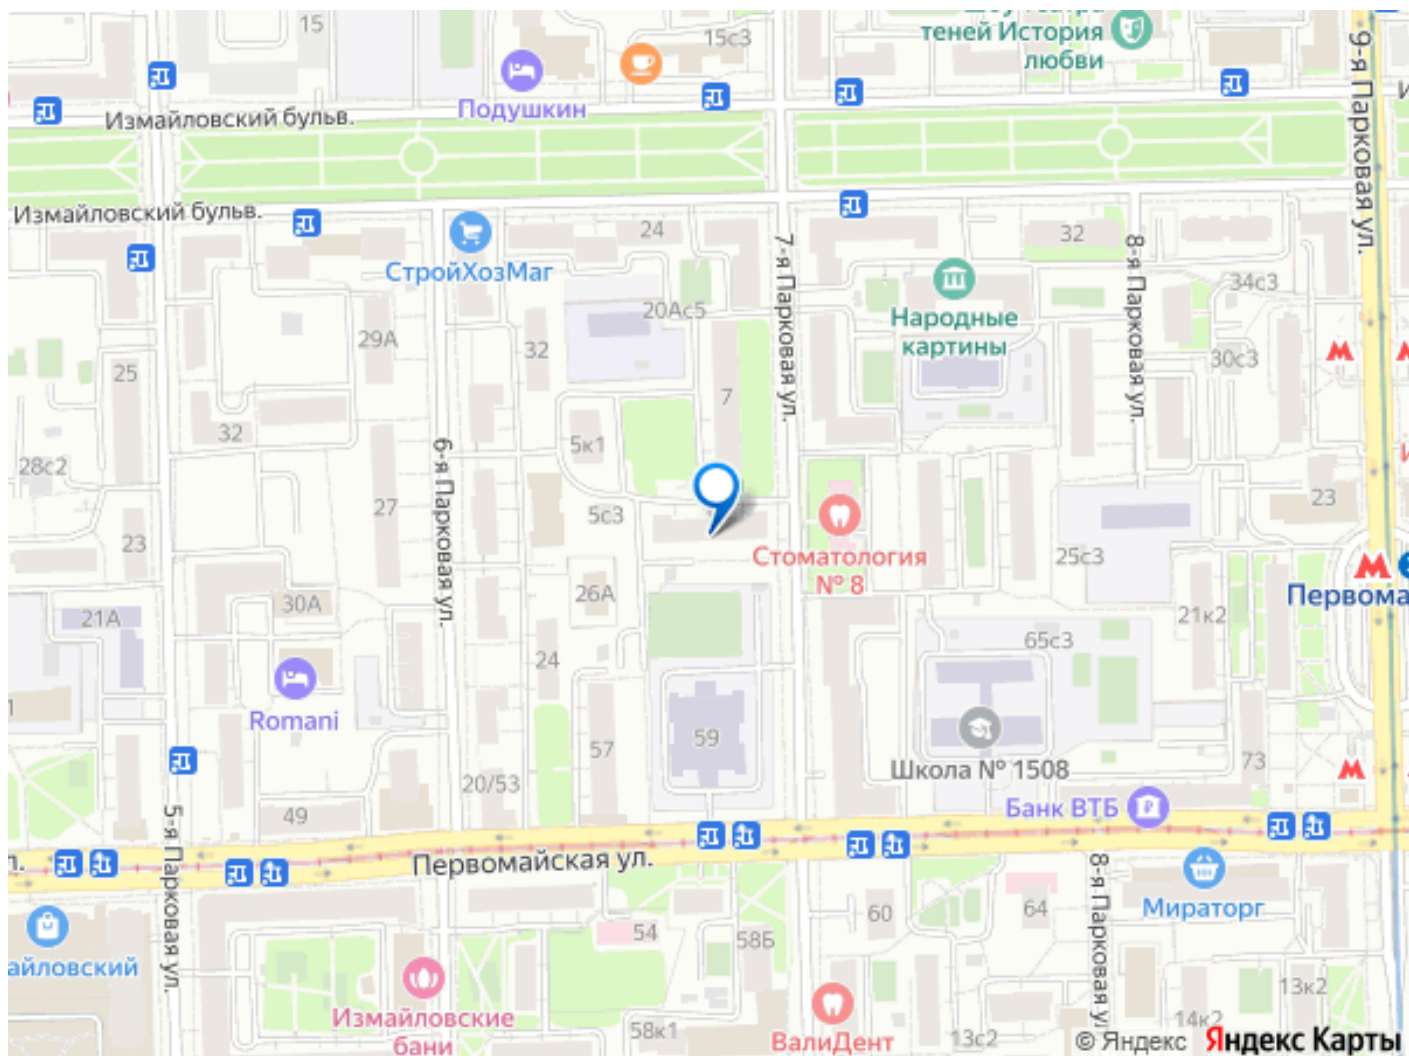 15
15с3
теней История
любви
Подушкин
Измайловский бульв.
9-я Парковая ул.
Измайловский бульв.
24
32
СтройХозМаг
7-я Парковая ул.
8-я Парковая ул.
34с3
Народные
картины
20Ас5
29А
32
30с3
25
7
32
5к1
28с2
6-я Парковая ул.
27
23
5с3
23
Стоматология
№ 8
25с3
Первома
26А
30А
21А
21к2
65с3
24
Romani
59
57
Школа № 1508
73
20/53
49
Банк ВТБ
5-я Парковая ул.
Первомайская ул.
8-я Парковая ул.
Мираторг
60
64
54
58Б
айловский
Измайловские
бани
13к2
58к1
ВалиДент
13с2
14к2
© Яндекс Яндекс Карты